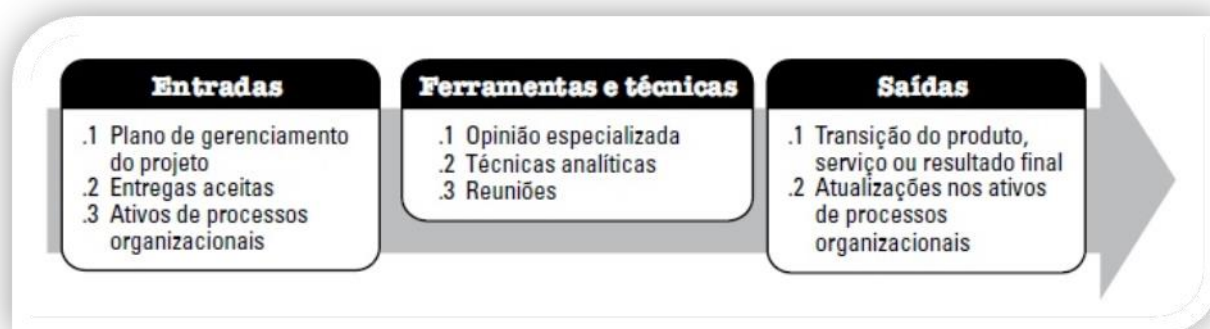 Entradas
.1 Plano de gerenciamento
do projeto
.2 Entregas aceitas
.3 Ativos de processos
organizacionais
Ferramentas e técnicas
.1 Opinião especializada
.2 Técnicas analíticas
.3 Reuniões
Saídas
.1 Transição do produto,
serviço ou resultado final
.2 Atualizações nos ativos
de processos
organizacionais